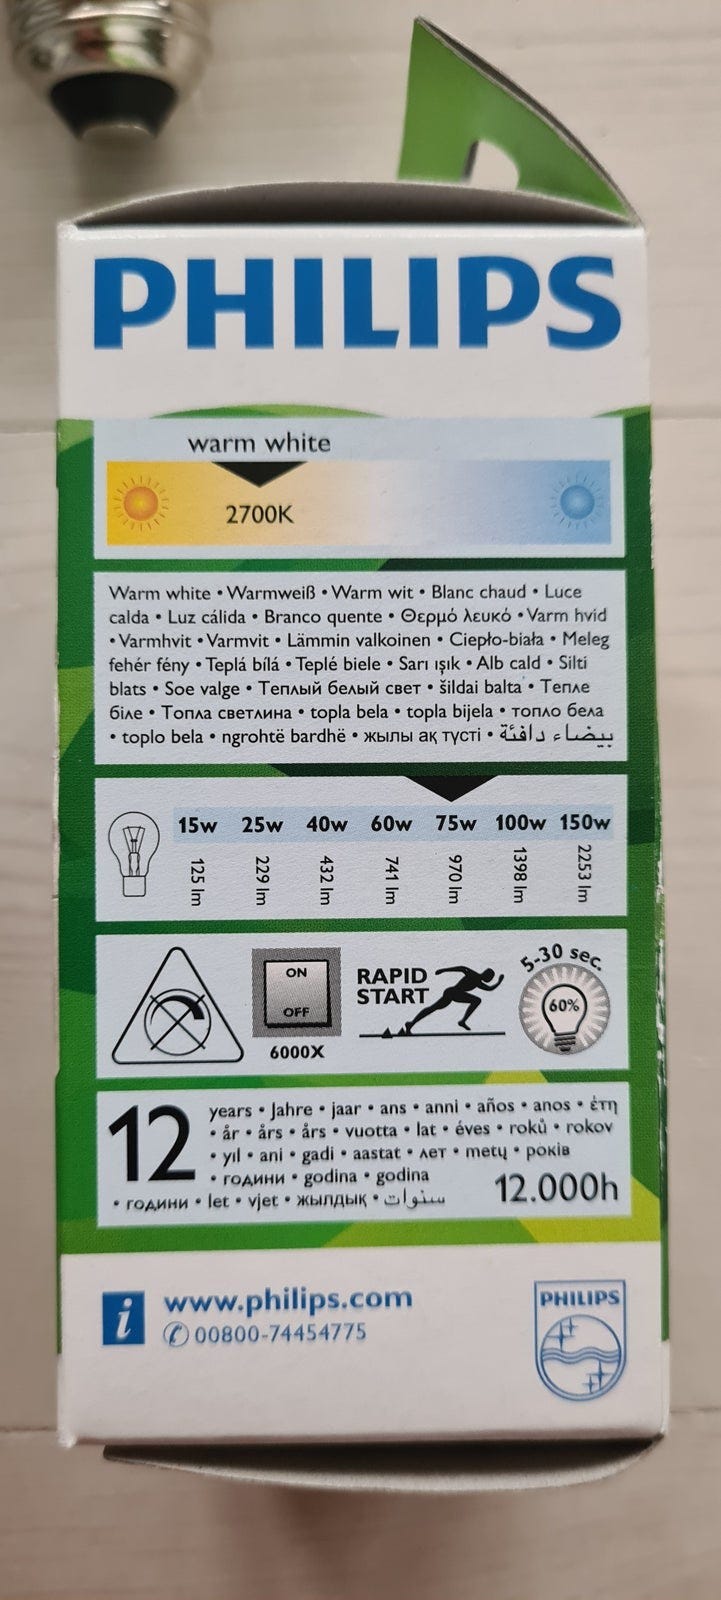 PHILIPS
warm white
2700K
Warm white • Warmweiß • Warm wit • Blanc chaud • Luce
calda • Luz cálida • Branco quente • Θερμό λευκό • Varm hvid
• Varmhvit • Varmvit • Lämmin valkoinen • Ciepło-biała • Meleg
fehér fény • Teplá bílá • Teplé biele • Sarı ışık • Alb cald • Silti
blats • Soe valge • Теплый белый свет • šildai balta • Тепле
біле • Топла светлина • topla bela • topla bijela • топло бела
• toplo bela • ngrohtë bardhë • жылы ақ түсті • بيضاء دافئة
15w 25w 40w 60w 75w 100w 150w
125 lm 229 lm 432 lm 741 lm 970 lm 1398 lm 2253 lm
ON
OFF
6000X
RAPID
START
5-30 sec.
60%
12
years • Jahre • jaar • ans • anni • años • anos • έτη
• år • års • års • vuotta • lat • éves • roků • rokov
• yıl • ani • gadi • aastat • лет • metų • років
• години • godina • godina
• години • let • vjet • жылдық • سنوات
12.000h
i www.philips.com
✆ 00800-74454775
PHILIPS